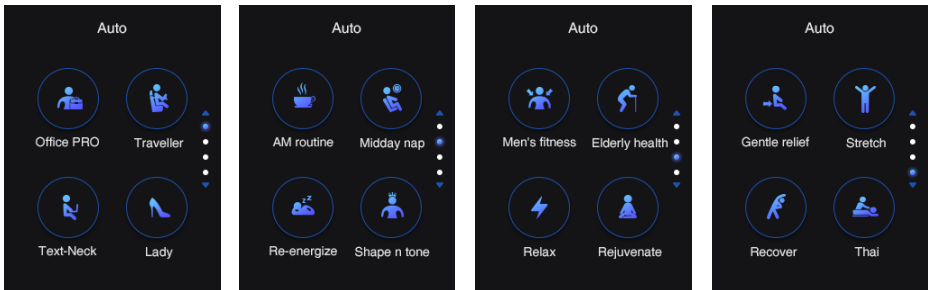 Auto
Office PRO
Traveller
Text-Neck
Lady
Auto
AM routine
Midday nap
Re-energize
Shape n tone
Auto
Men's fitness
Elderly health
Relax
Rejuvenate
Auto
Gentle relief
Stretch
Recover
Thai